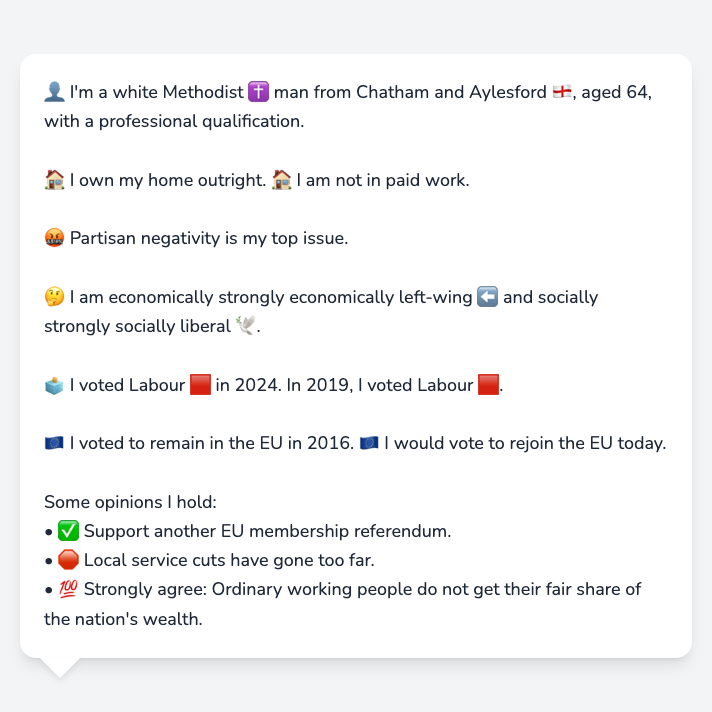 👤 I'm a white Methodist ✝️ man from Chatham and Aylesford 🏴󠁧󠁢󠁥󠁮󠁧󠁿, aged 64,
with a professional qualification.
🏠 I own my home outright. 🏠 I am not in paid work.
🤬 Partisan negativity is my top issue.
🤔 I am economically strongly economically left-wing ⬅️ and socially
strongly socially liberal 🕊️.
🗳️ I voted Labour 🟥 in 2024. In 2019, I voted Labour 🟥.
🇪🇺 I voted to remain in the EU in 2016. 🇪🇺 I would vote to rejoin the EU today.
Some opinions I hold:
• ✅ Support another EU membership referendum.
• 🛑 Local service cuts have gone too far.
• 💯 Strongly agree: Ordinary working people do not get their fair share of
the nation's wealth.